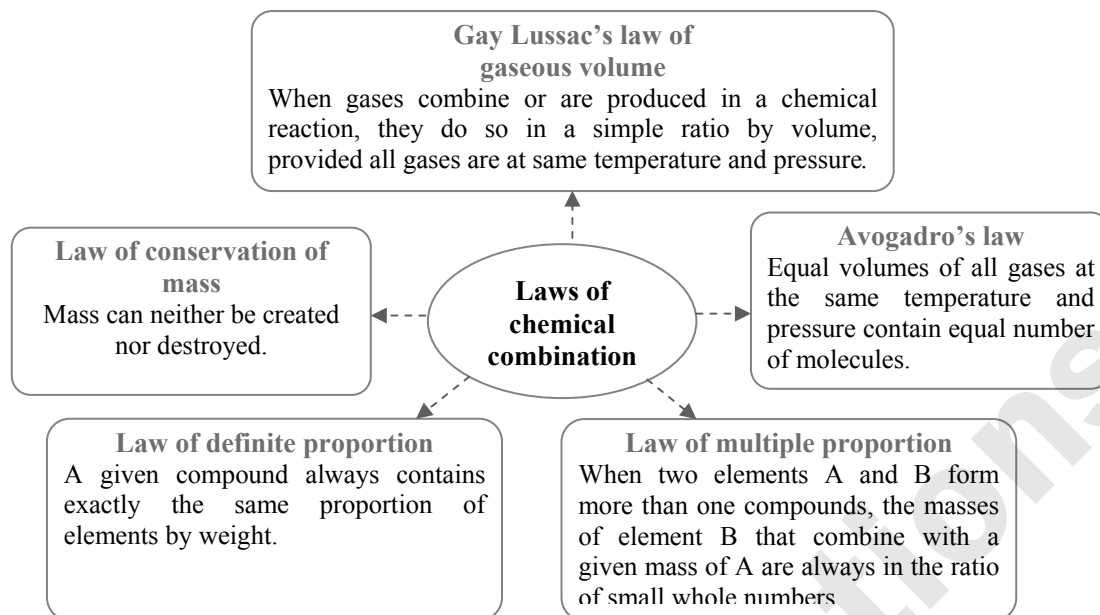 Gay Lussac's law of
gaseous volume
When gases combine or are produced in a chemical
reaction, they do so in a simple ratio by volume,
provided all gases are at same temperature and pressure.
Law of conservation of
mass
Mass can neither be created
nor destroyed.
Laws of
chemical
combination
Avogadro's law
Equal volumes of all gases at
the same temperature and
pressure contain equal number
of molecules.
Law of definite proportion
A given compound always contains
exactly the same proportion of
elements by weight.
Law of multiple proportion
When two elements A and B form
more than one compounds, the masses
of element B that combine with a
given mass of A are always in the ratio
of small whole numbers
tions